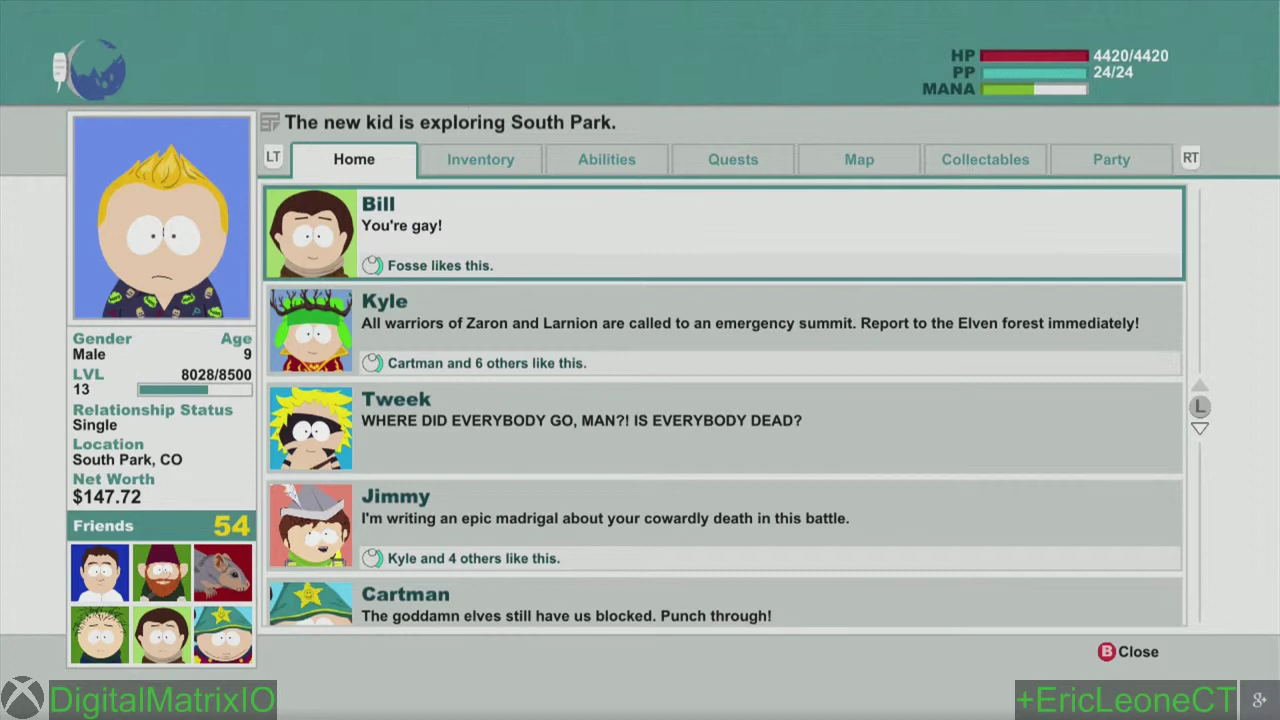 HP 4420/4420
PP 24/24
MANA
The new kid is exploring South Park.
LT Home Inventory Abilities Quests Map Collectables Party RT
Bill
You're gay!
Fosse likes this.
Kyle
All warriors of Zaron and Larnion are called to an emergency summit. Report to the Elven forest immediately!
Cartman and 6 others like this.
Tweek
WHERE DID EVERYBODY GO, MAN?! IS EVERYBODY DEAD?
Jimmy
I'm writing an epic madrigal about your cowardly death in this battle.
Kyle and 4 others like this.
Cartman
The goddamn elves still have us blocked. Punch through!
L
Gender Age
Male 9
LVL 8028/8500
13
Relationship Status
Single
Location
South Park, CO
Net Worth
$147.72
Friends 54
B Close
DigitalMatrixIO
+EricLeoneCT g+